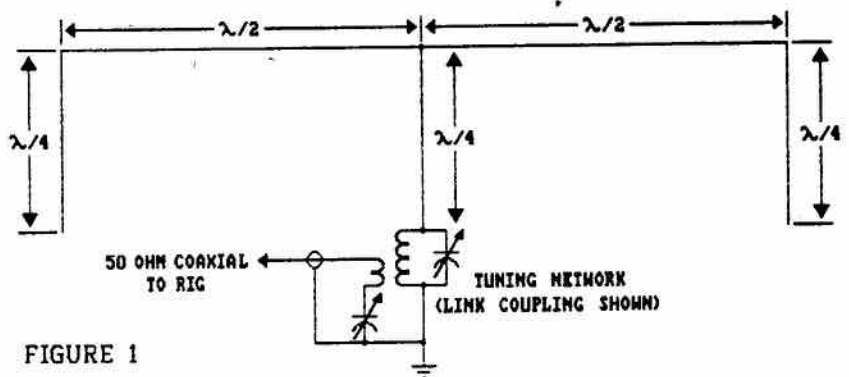 λ/2
λ/2
λ/4
λ/4
λ/4
50 OHM COAXIAL
TO RIG
TUNING NETWORK
(LINK COUPLING SHOWN)
FIGURE 1